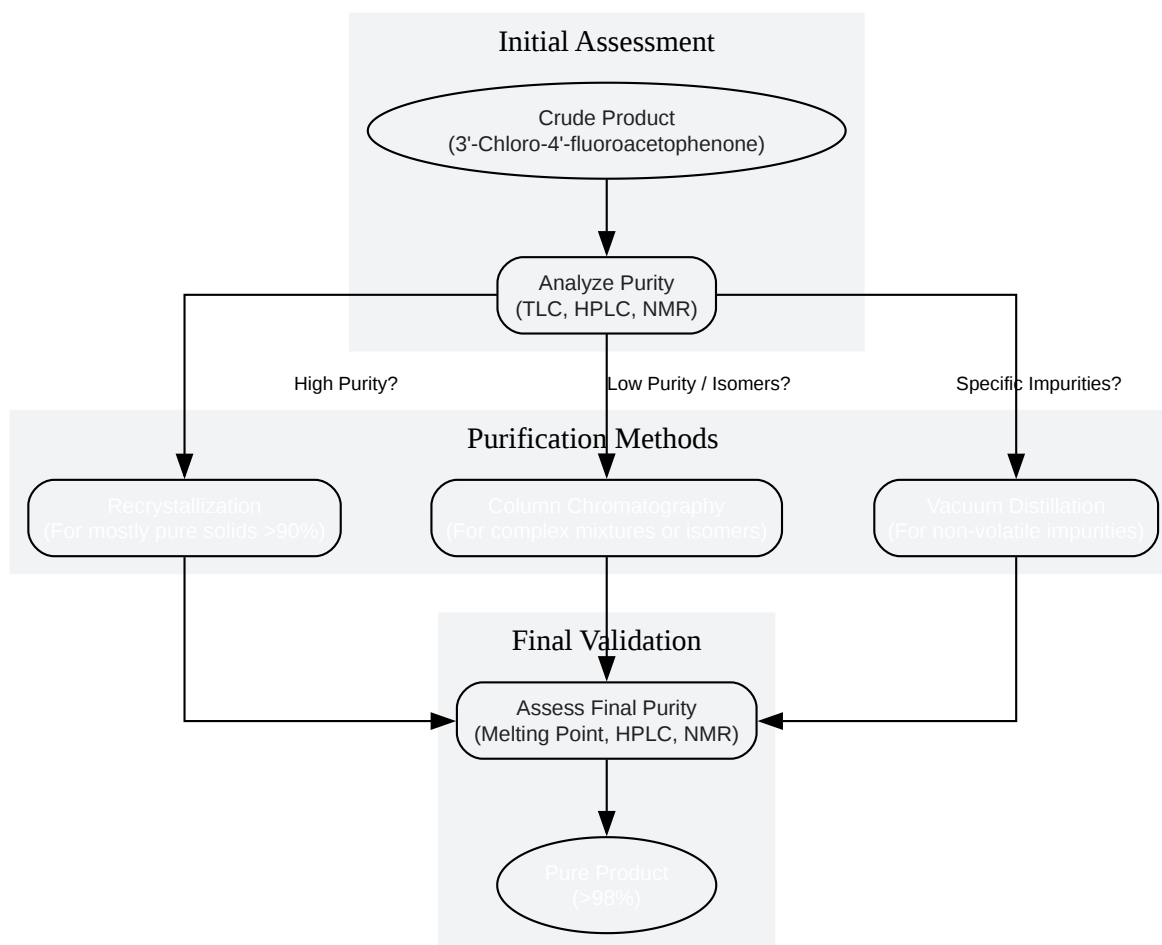 Initial Assessment
Crude Product
(3'-Chloro-4'-fluoroacetophenone)
Analyze Purity
(TLC, HPLC, NMR)
High Purity?
Low Purity / Isomers?
Specific Impurities?
Purification Methods
Recrystallization
(For mostly pure solids >90%)
Column Chromatography
(For complex mixtures or isomers)
Vacuum Distillation
(For non-volatile impurities)
Final Validation
Assess Final Purity
(Melting Point, HPLC, NMR)
Pure Product
(>98%)